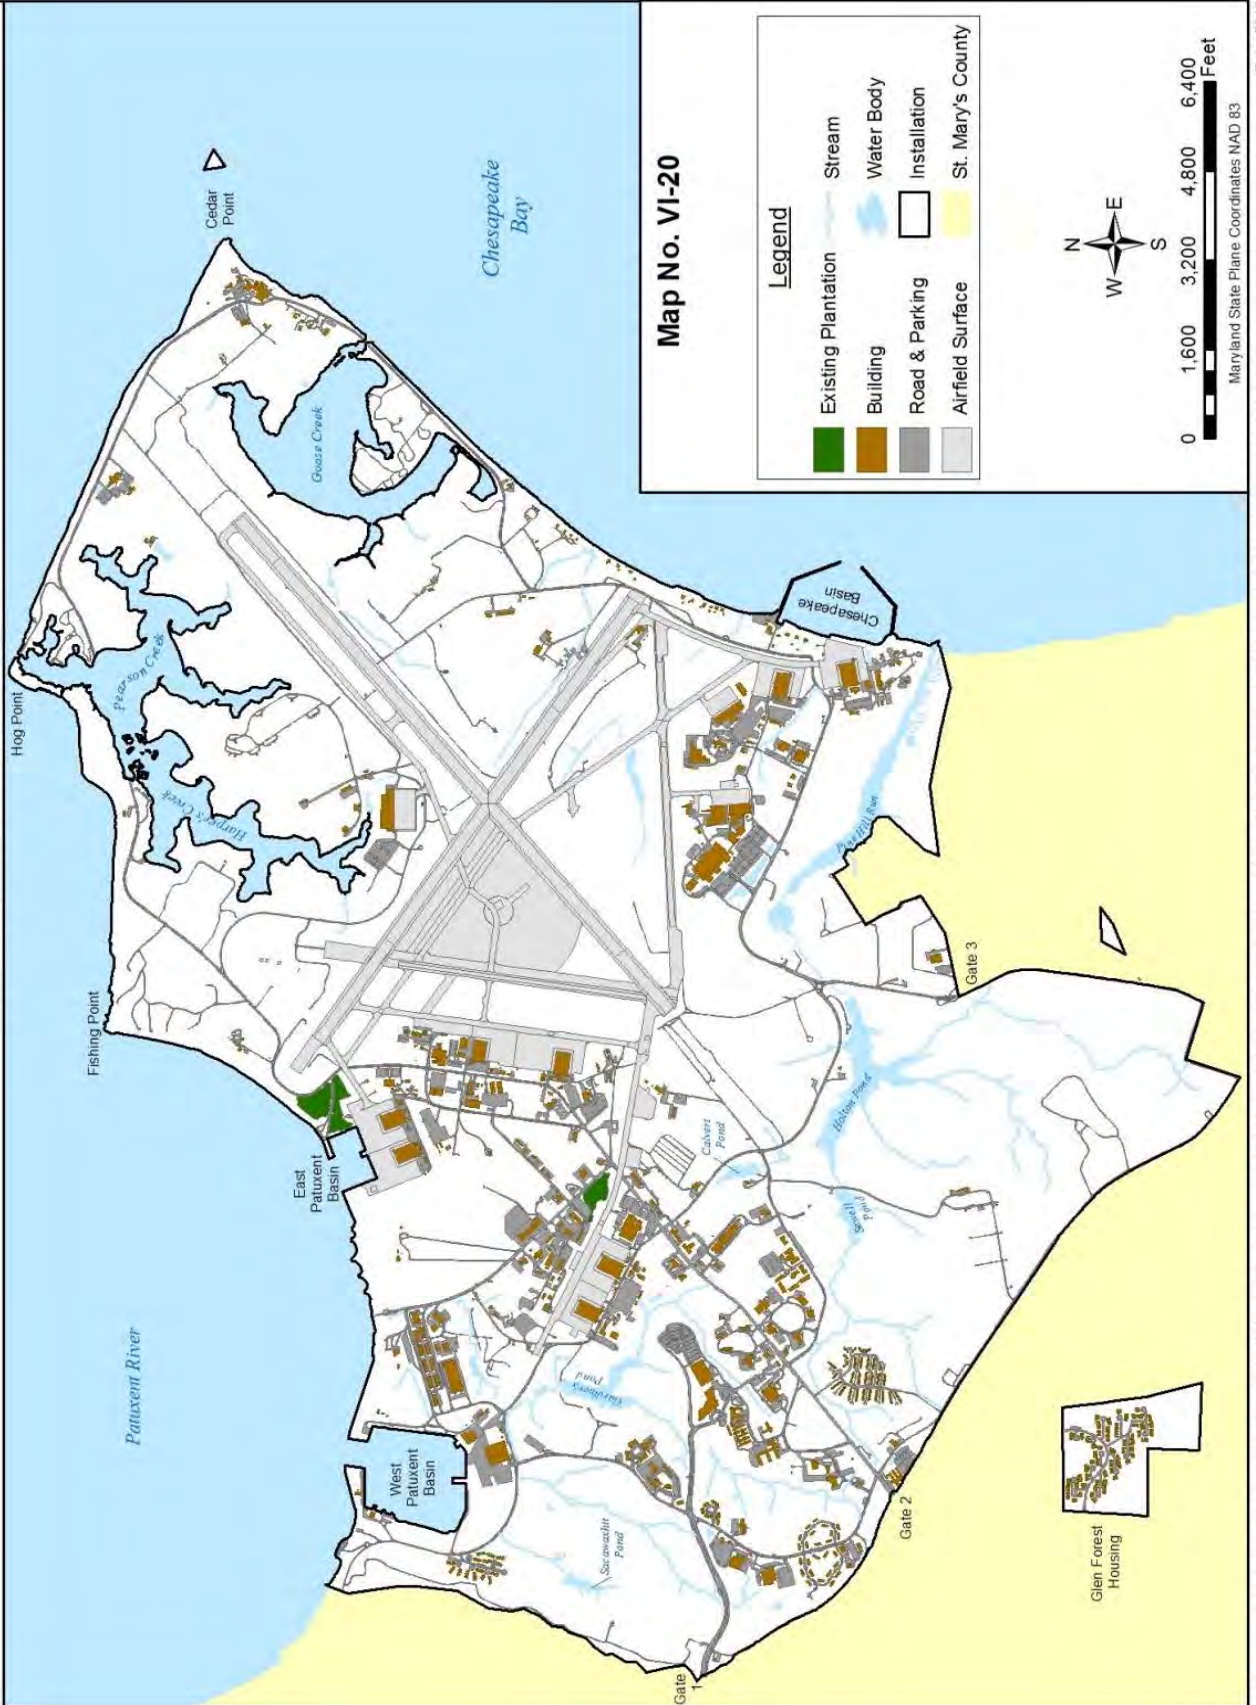 Map No. VI-20
Legend
Existing Plantation
Building
Road & Parking
Airfield Surface
Stream
Water Body
Installation
St. Mary's County
N
W
E
S
0
1,600
3,200
4,800
6,400
Feet
Maryland State Plane Coordinates NAD 83
Patuxent River
Chesapeake
Bay
Cedar
Point
Hog Point
Fishing Point
Goose Creek
Pearson Creek
Harper's Creek
Chesapeake
Basin
East
Patuxent
Basin
West
Patuxent
Basin
Pine Hill Run
Holton Pond
Calvert
Pond
Sewell
Pond
Gardiner's
Pond
Sacawaxhit
Pond
Gate
1
Gate 2
Gate 3
Glen Forest
Housing